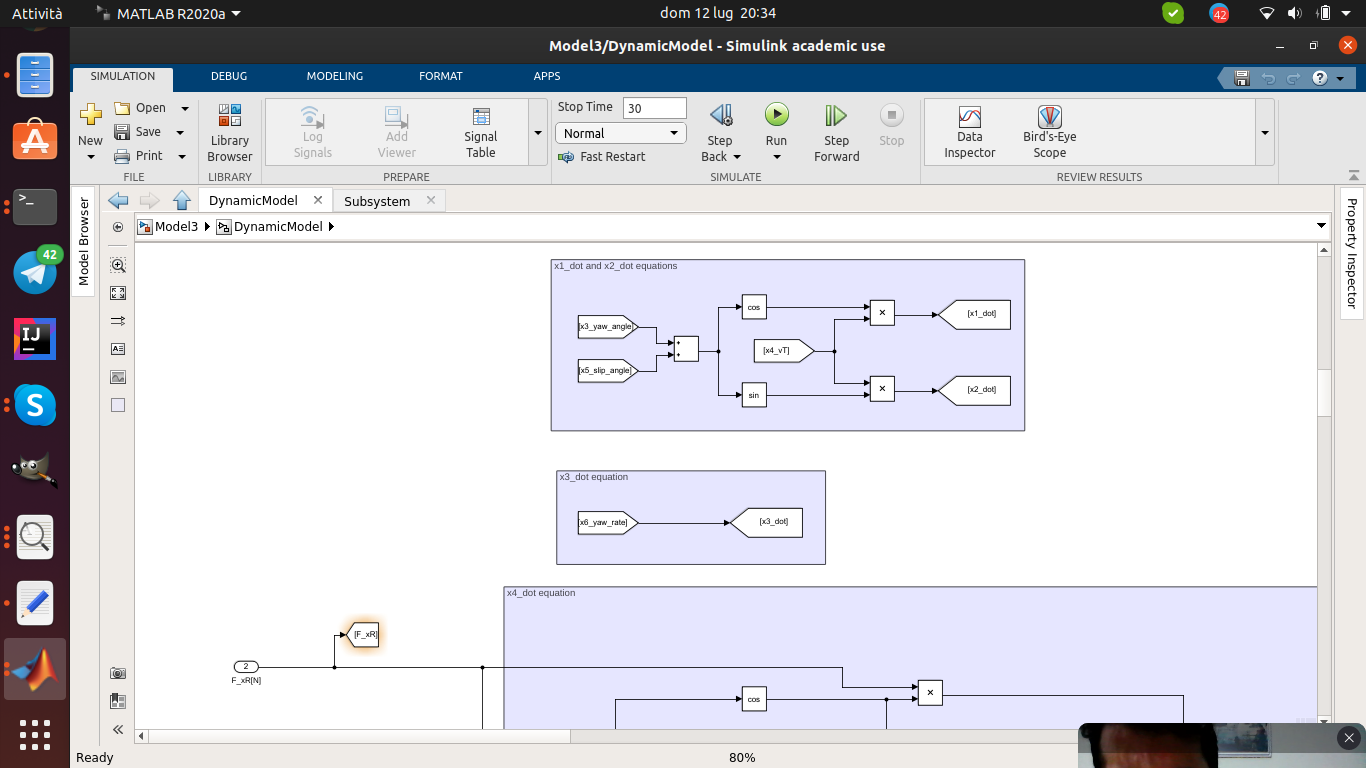 Attività
MATLAB R2020a
dom 12 lug 20:34
42
Model3/DynamicModel - Simulink academic use
SIMULATION
DEBUG
MODELING
FORMAT
APPS
?
New
Open
Save
Print
FILE
Library
Browser
LIBRARY
Log
Signals
Add
Viewer
Signal
Table
PREPARE
Stop Time
30
Normal
Fast Restart
Step
Back
Run
Step
Forward
Stop
SIMULATE
Data
Inspector
Bird's-Eye
Scope
REVIEW RESULTS
>_
42
IJ
S
Model Browser
DynamicModel
Subsystem
Model3
DynamicModel
Property Inspector
x1_dot and x2_dot equations
[x3_yaw_angle]
[x5_slip_angle]
+
+
cos
[x4_vT]
sin
×
×
[x1_dot]
[x2_dot]
x3_dot equation
[x6_yaw_rate]
[x3_dot]
x4_dot equation
[F_xR]
2
F_xR[N]
cos
×
Ready
80%